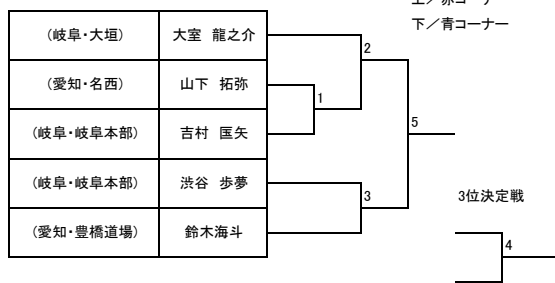 上／赤コーナー
下／青コーナー
（岐阜・大垣） 大室 龍之介
2
（愛知・名西） 山下 拓弥
1
（岐阜・岐阜本部） 吉村 匡矢
5
（岐阜・岐阜本部） 渋谷 歩夢
3
3位決定戦
（愛知・豊橋道場） 鈴木海斗
4